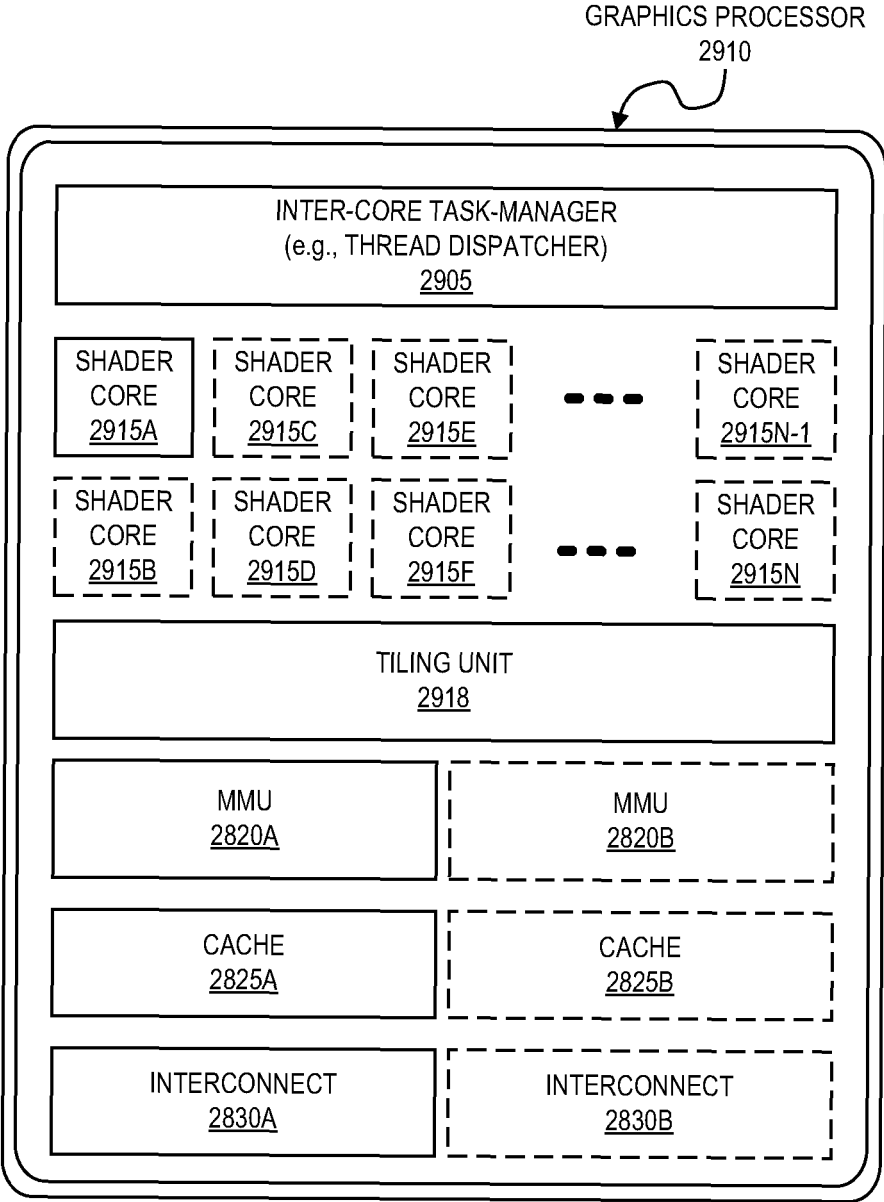 GRAPHICS PROCESSOR
2910
INTER-CORE TASK-MANAGER
(e.g., THREAD DISPATCHER)
2905
SHADER
CORE
2915A
SHADER
CORE
2915C
SHADER
CORE
2915E
SHADER
CORE
2915N-1
SHADER
CORE
2915B
SHADER
CORE
2915D
SHADER
CORE
2915F
SHADER
CORE
2915N
TILING UNIT
2918
MMU
2820A
MMU
2820B
CACHE
2825A
CACHE
2825B
INTERCONNECT
2830A
INTERCONNECT
2830B